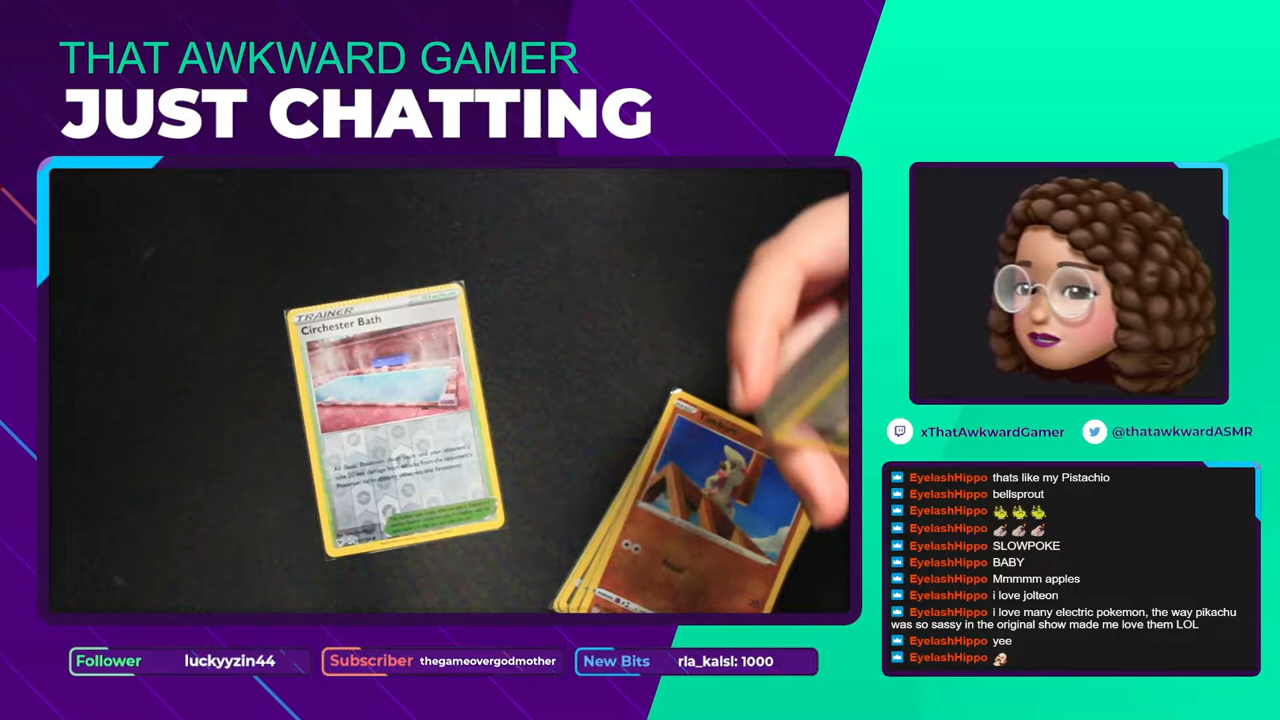 THAT AWKWARD GAMER
JUST CHATTING
TRAINER
Circhester Bath
Timburr
xThatAwkwardGamer
@thatawkwardASMR
EyelashHippo thats like my Pistachio
EyelashHippo bellsprout
EyelashHippo
EyelashHippo
EyelashHippo SLOWPOKE
EyelashHippo BABY
EyelashHippo Mmmmm apples
EyelashHippo i love jolteon
EyelashHippo i love many electric pokemon, the way pikachu
was so sassy in the original show made me love them LOL
EyelashHippo yee
EyelashHippo
Follower luckyyzin44
Subscriber thegameovergodmother
New Bits rla_kalsl: 1000